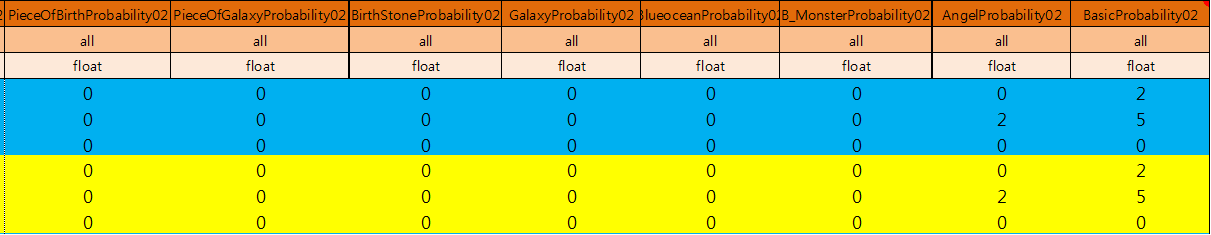 2 PieceOfBirthProbability02 PieceOfGalaxyProbability02 BirthStoneProbability02 GalaxyProbability02 BlueoceanProbability02 B_MonsterProbability02 AngelProbability02 BasicProbability02
all all all all all all all all
float float float float float float float float
0 0 0 0 0 0 0 2
0 0 0 0 0 0 2 5
0 0 0 0 0 0 0 0
0 0 0 0 0 0 0 2
0 0 0 0 0 0 2 5
0 0 0 0 0 0 0 0